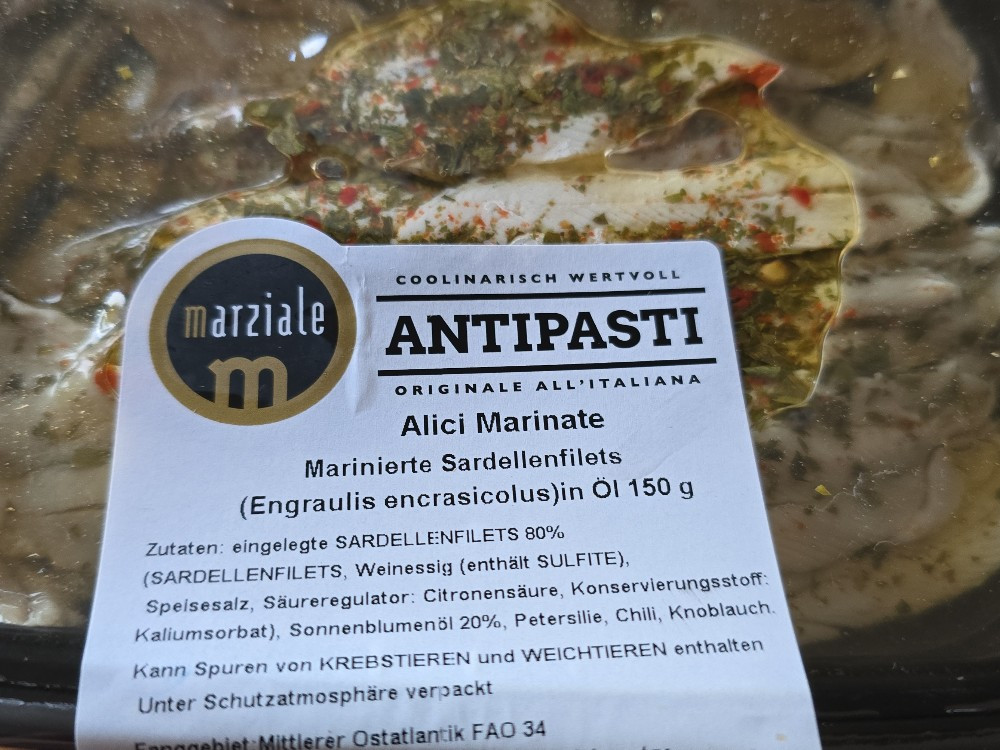 marziale
m
COOLINARISCH WERTVOLL
ANTIPASTI
ORIGINALE ALL'ITALIANA
Alici Marinate
Marinierte Sardellenfilets
(Engraulis encrasicolus)in Öl 150 g
Zutaten: eingelegte SARDELLENFILETS 80%
(SARDELLENFILETS, Weinessig (enthält SULFITE),
Speisesalz, Säureregulator: Citronensäure, Konservierungsstoff:
Kaliumsorbat), Sonnenblumenöl 20%, Petersilie, Chili, Knoblauch.
Kann Spuren von KREBSTIEREN und WEICHTIEREN enthalten
Unter Schutzatmosphäre verpackt
Fanggebiet:Mittlerer Ostatlantik FAO 34